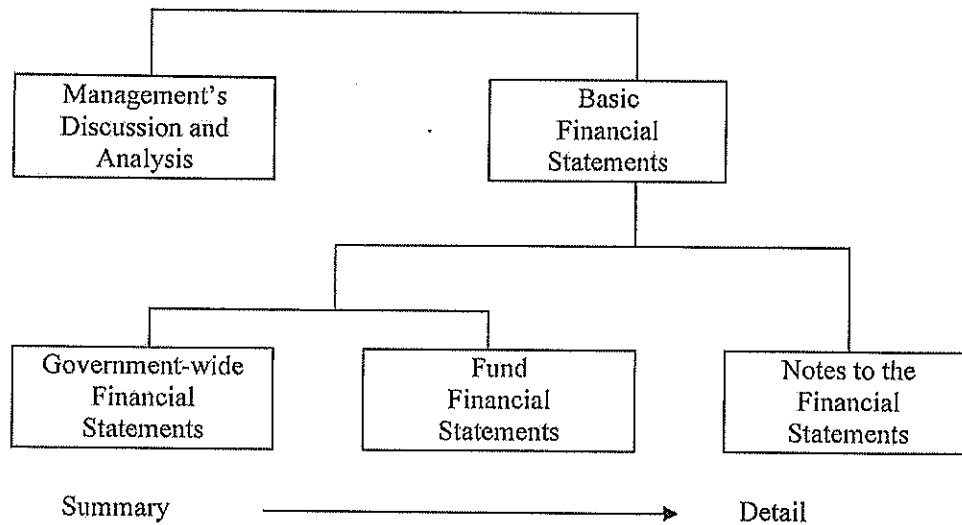 Management's
Discussion and
Analysis
Basic
Financial
Statements
Government-wide
Financial
Statements
Fund
Financial
Statements
Notes to the
Financial
Statements
Summary
Detail